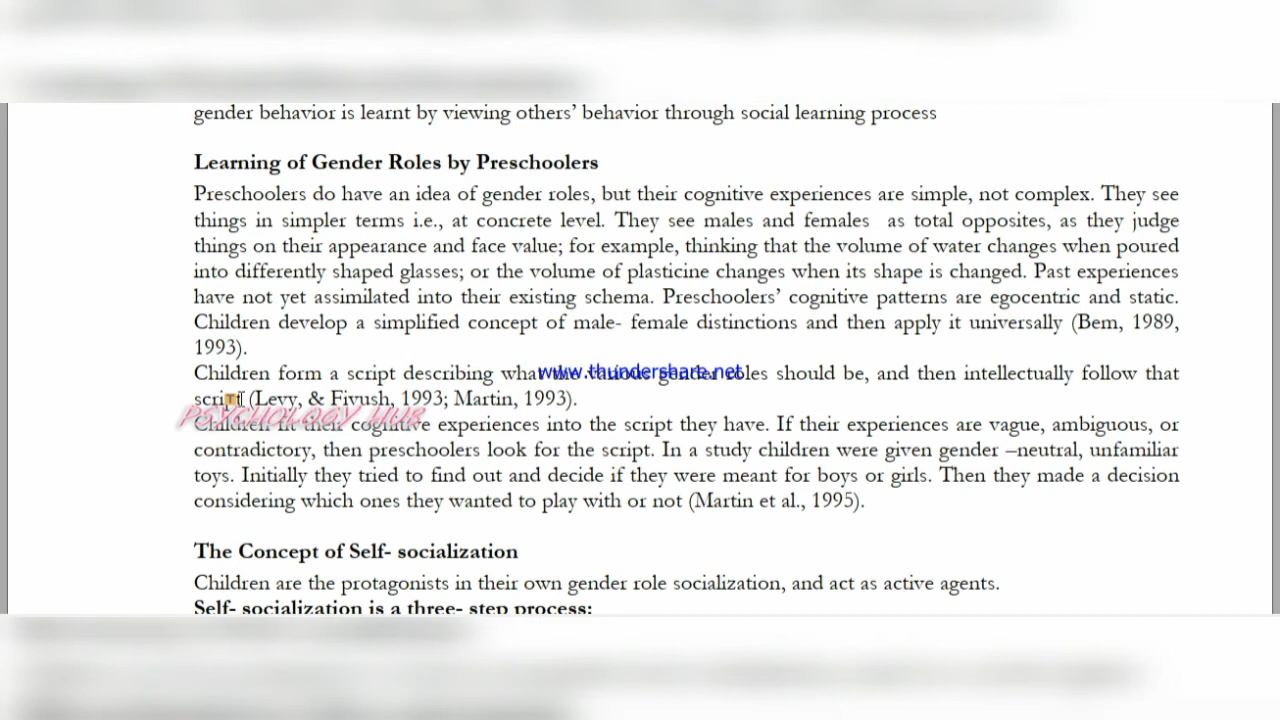 gender behavior is learnt by viewing others’ behavior through social learning process
Learning of Gender Roles by Preschoolers
Preschoolers do have an idea of gender roles, but their cognitive experiences are simple, not complex. They see
things in simpler terms i.e., at concrete level. They see males and females as total opposites, as they judge
things on their appearance and face value; for example, thinking that the volume of water changes when poured
into differently shaped glasses; or the volume of plasticine changes when its shape is changed. Past experiences
have not yet assimilated into their existing schema. Preschoolers’ cognitive patterns are egocentric and static.
Children develop a simplified concept of male- female distinctions and then apply it universally (Bem, 1989,
1993).
Children form a script describing what the various gender roles should be, and then intellectually follow that
www.thundershare.net
script (Levy, & Fivush, 1993; Martin, 1993).
PSYCHOLOGY HUB
Children fit their cognitive experiences into the script they have. If their experiences are vague, ambiguous, or
contradictory, then preschoolers look for the script. In a study children were given gender –neutral, unfamiliar
toys. Initially they tried to find out and decide if they were meant for boys or girls. Then they made a decision
considering which ones they wanted to play with or not (Martin et al., 1995).
The Concept of Self- socialization
Children are the protagonists in their own gender role socialization, and act as active agents.
Self- socialization is a three- step process: